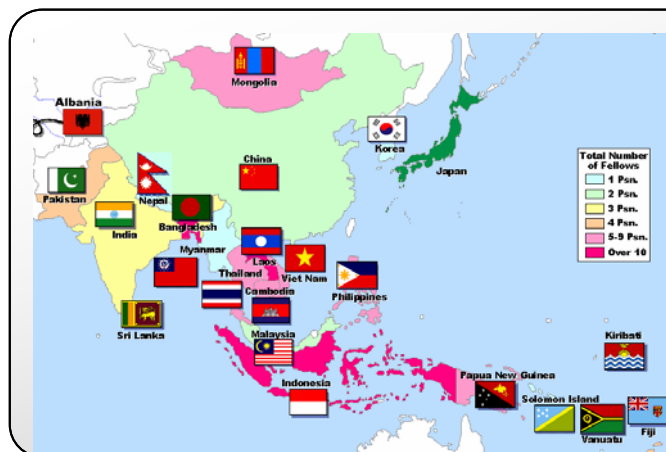 Mongolia
Albania
Korea
China
Japan
Total Number
of Fellows
1 Psn.
2 Psn.
3 Psn.
4 Psn.
5-9 Psn.
Over 10
Pakistan
Nepal
India
Bangladesh
Myanmar
Laos
Thailand
Viet Nam
Cambodia
Philippines
Sri Lanka
Malaysia
Kiribati
Indonesia
Papua New Guinea
Solomon Island
Vanuatu
Fiji